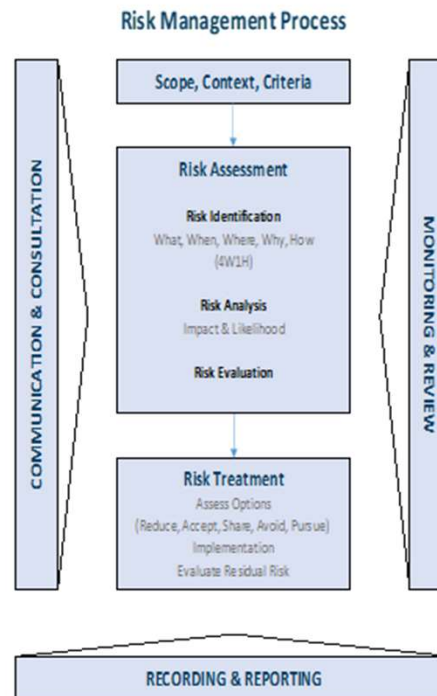 Risk Management Process
Scope, Context, Criteria
COMMUNICATION & CONSULTATION
Risk Assessment
Risk Identification
What, When, Where, Why, How
(4W1H)
Risk Analysis
Impact & Likelihood
Risk Evaluation
MONITORING & REVIEW
Risk Treatment
Assess Options
(Reduce, Accept, Share, Avoid, Pursue)
Implementation
Evaluate Residual Risk
RECORDING & REPORTING